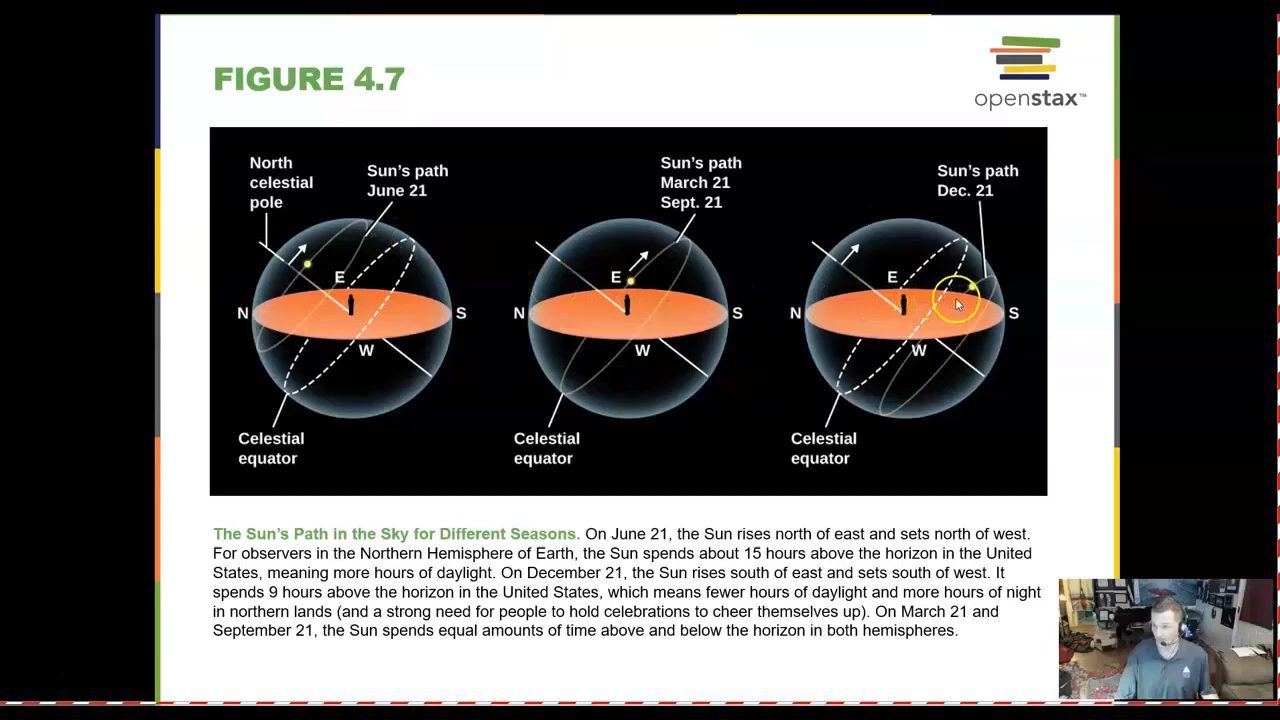 FIGURE 4.7
openstax™
North
celestial
pole
Sun's path
June 21
E
N
S
W
Celestial
equator
Sun's path
March 21
Sept. 21
E
N
S
W
Celestial
equator
Sun's path
Dec. 21
E
N
S
W
Celestial
equator
The Sun's Path in the Sky for Different Seasons. On June 21, the Sun rises north of east and sets north of west.
For observers in the Northern Hemisphere of Earth, the Sun spends about 15 hours above the horizon in the United
States, meaning more hours of daylight. On December 21, the Sun rises south of east and sets south of west. It
spends 9 hours above the horizon in the United States, which means fewer hours of daylight and more hours of night
in northern lands (and a strong need for people to hold celebrations to cheer themselves up). On March 21 and
September 21, the Sun spends equal amounts of time above and below the horizon in both hemispheres.